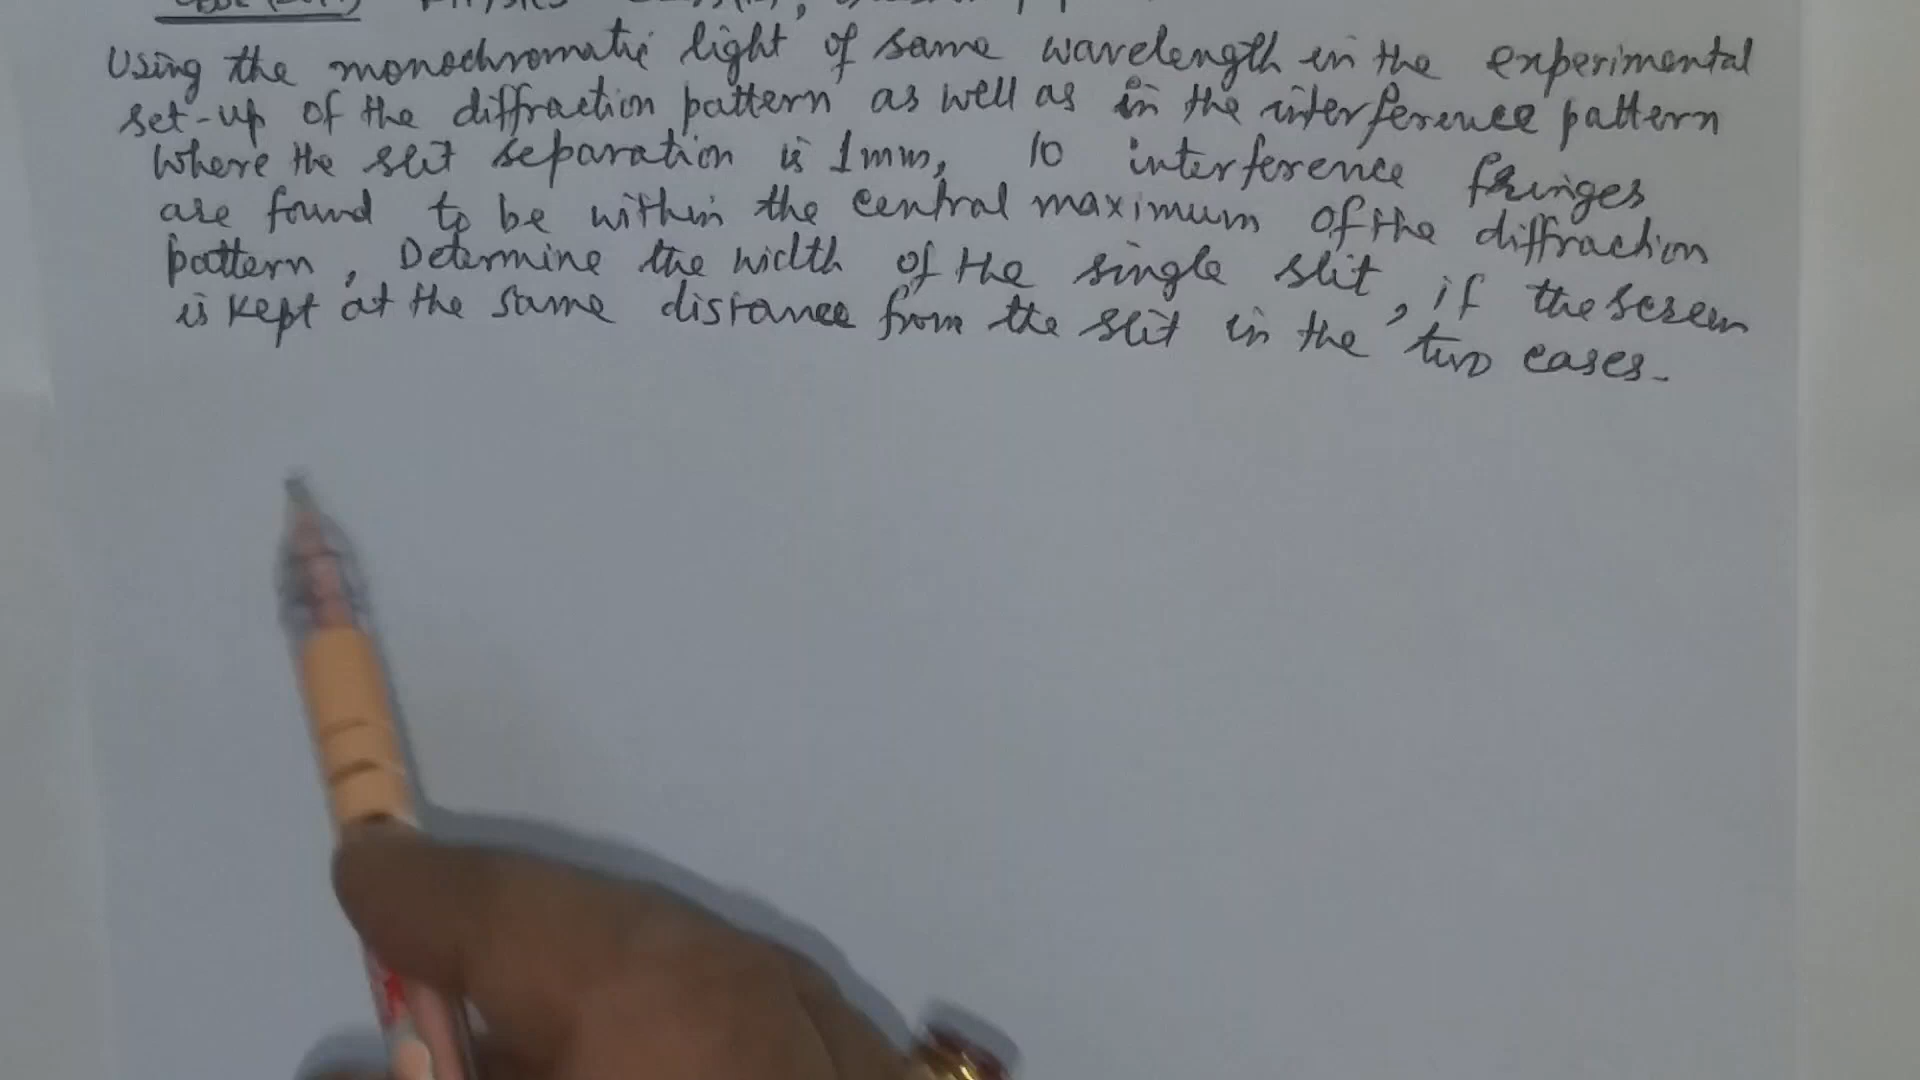 Using the monochromatic light of same wavelength in the experimental
set-up of the diffraction pattern as well as in the interference pattern
where the slit separation is 1mm, 10 interference fringes
are found to be within the central maximum of the diffraction
pattern, Determine the width of the single slit, if the screen
is kept at the same distance from the slit in the two cases.